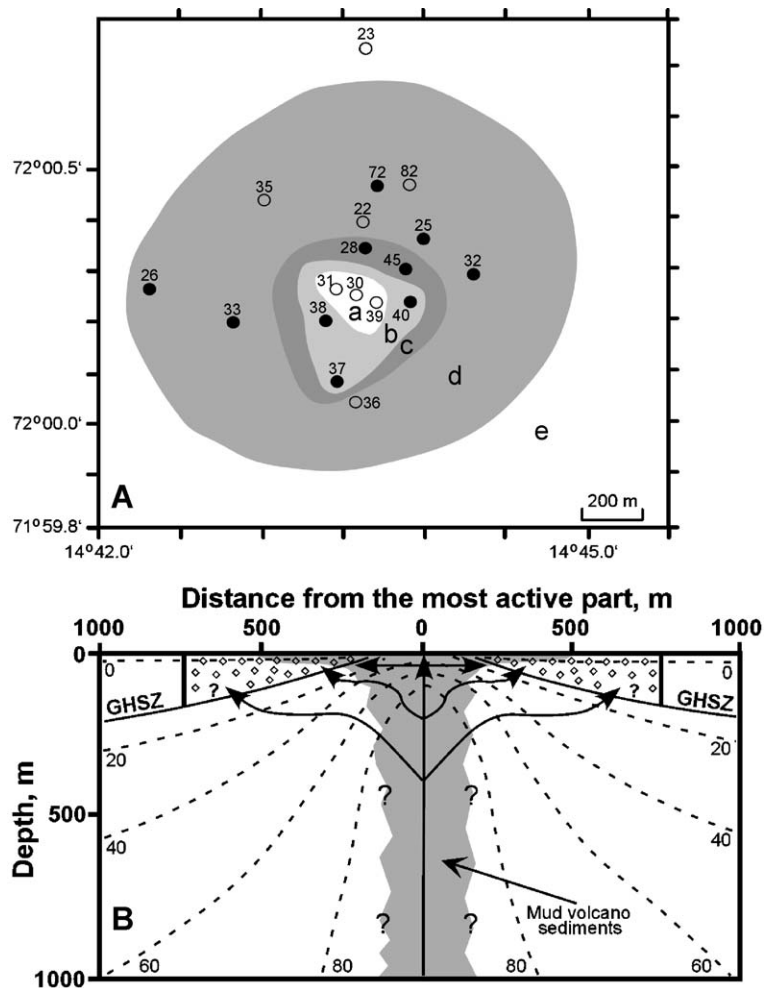 23
72°00.5'
72 82
35
22
25
28
45
32
26
31 30
a 39 40
33
38
b
c
37
d
36
72°00.0'
e
A
200 m
71°59.8'
14°42.0' 14°45.0'
Distance from the most active part, m
1000 500 0 500 1000
0
0 0
? ?
GHSZ GHSZ
20 20
? ?
500
40 40
Depth, m
Mud volcano
sediments
B
? ?
60 80 80 60
1000